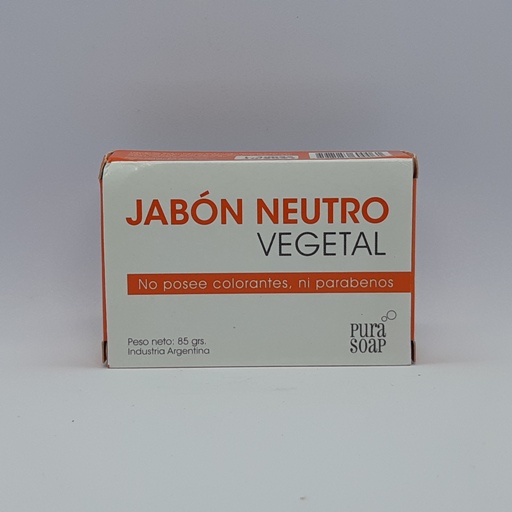 JABÓN NEUTRO
VEGETAL
No posee colorantes, ni parabenos
Peso neto: 85 grs.
Industria Argentina
PURA
SOAP